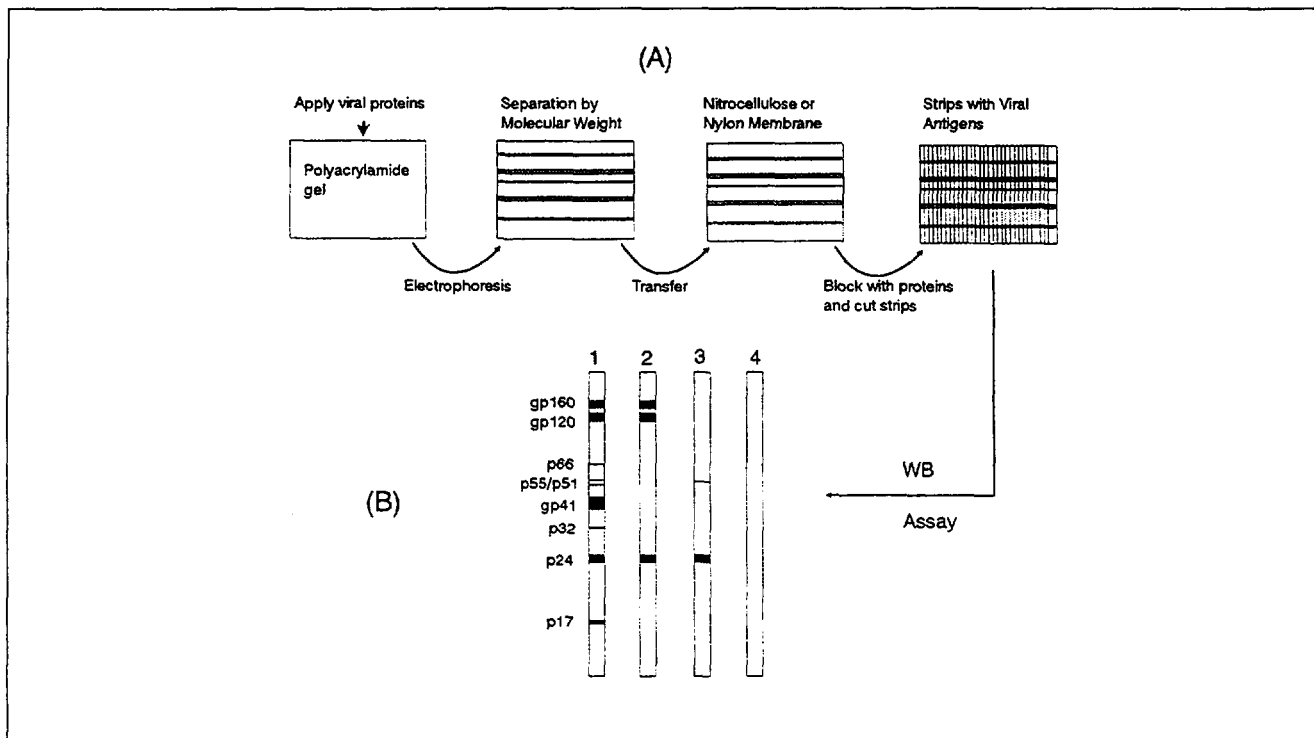 (A)
Apply viral proteins
Polyacrylamide
gel
Separation by
Molecular Weight
Nitrocellulose or
Nylon Membrane
Strips with Viral
Antigens
Electrophoresis
Transfer
Block with proteins
and cut strips
1 2 3 4
gp160
gp120
p66
p55/p51
gp41
p32
p24
p17
(B)
WB
Assay